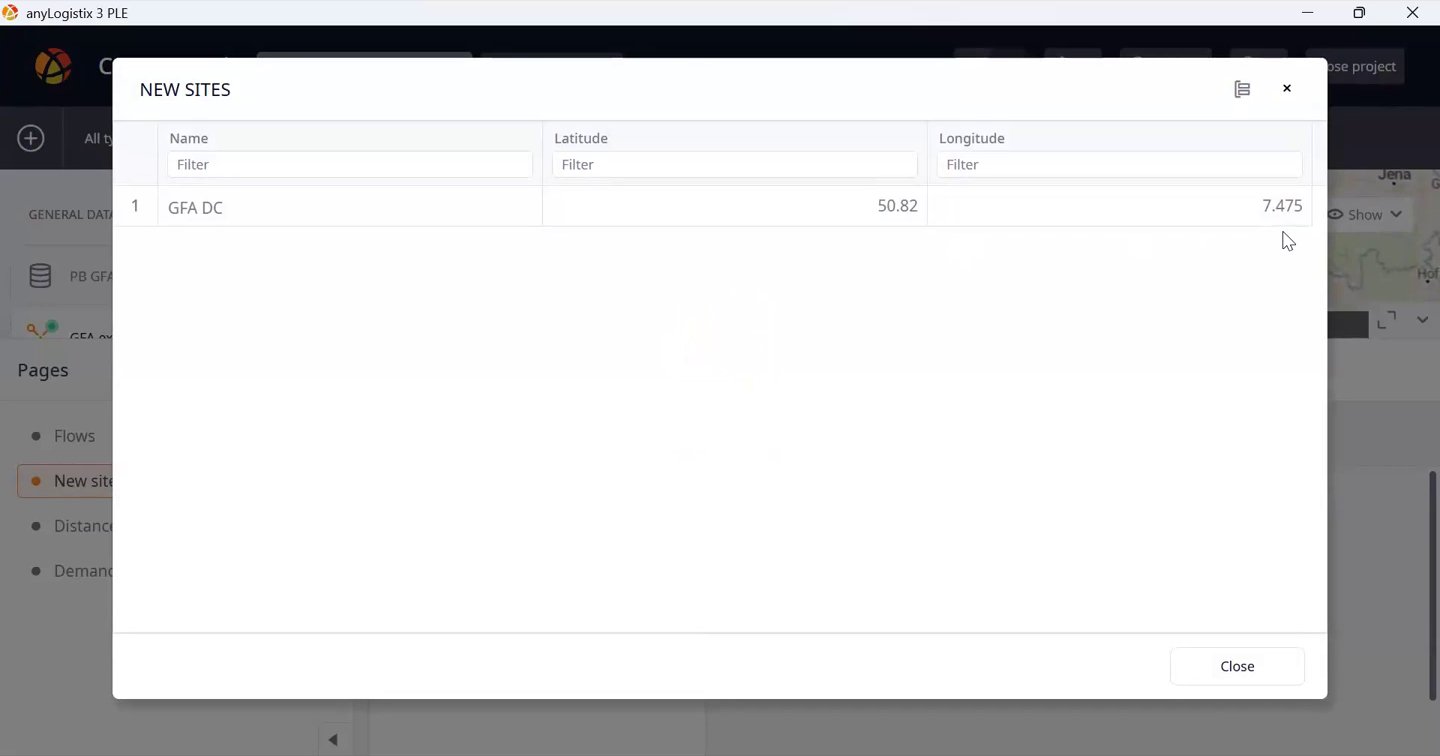 anyLogistix 3 PLE
ose project
NEW SITES
All ty
Name
Latitude
Longitude
Filter
Filter
Filter
Jena
1
GFA DC
50.82
7.475
GENERAL DATA
Show
PB GFA
Hof
Pages
Flows
New site
Distance
Demand
Close